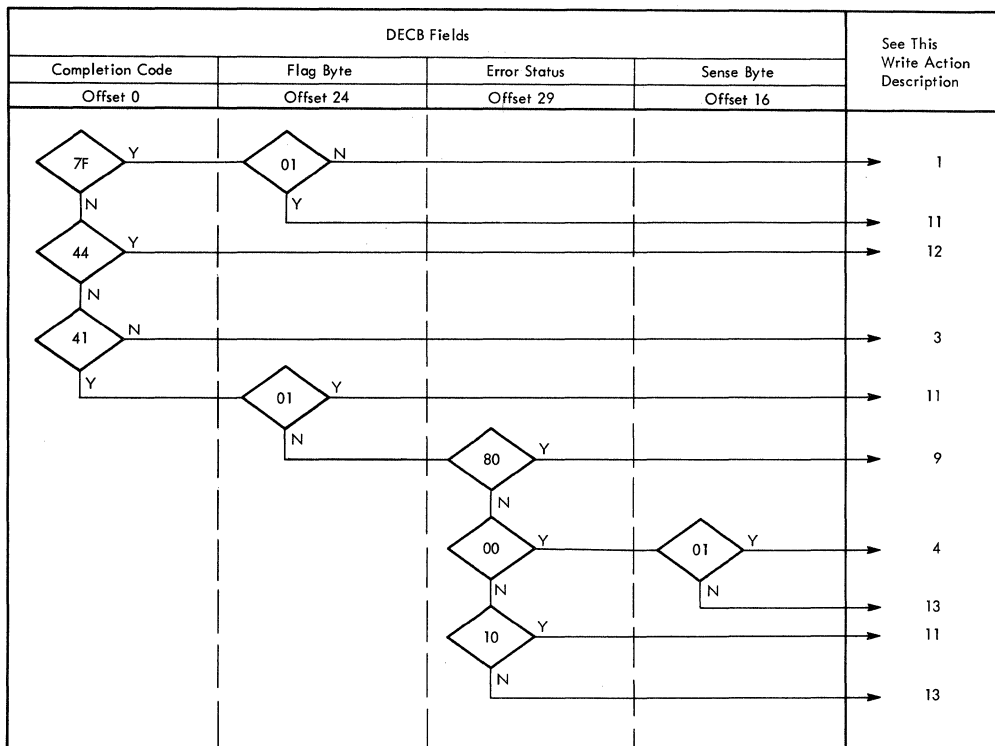 DECB Fields
See This
Write Action
Description
Completion Code Flag Byte Error Status Sense Byte
Offset 0 Offset 24 Offset 29 Offset 16
7F Y 01 N 1
N Y 11
44 Y 12
N
41 N 3
Y 01 Y 11
N 80 Y 9
N
00 Y 01 Y 4
N N 13
10 Y 11
N 13